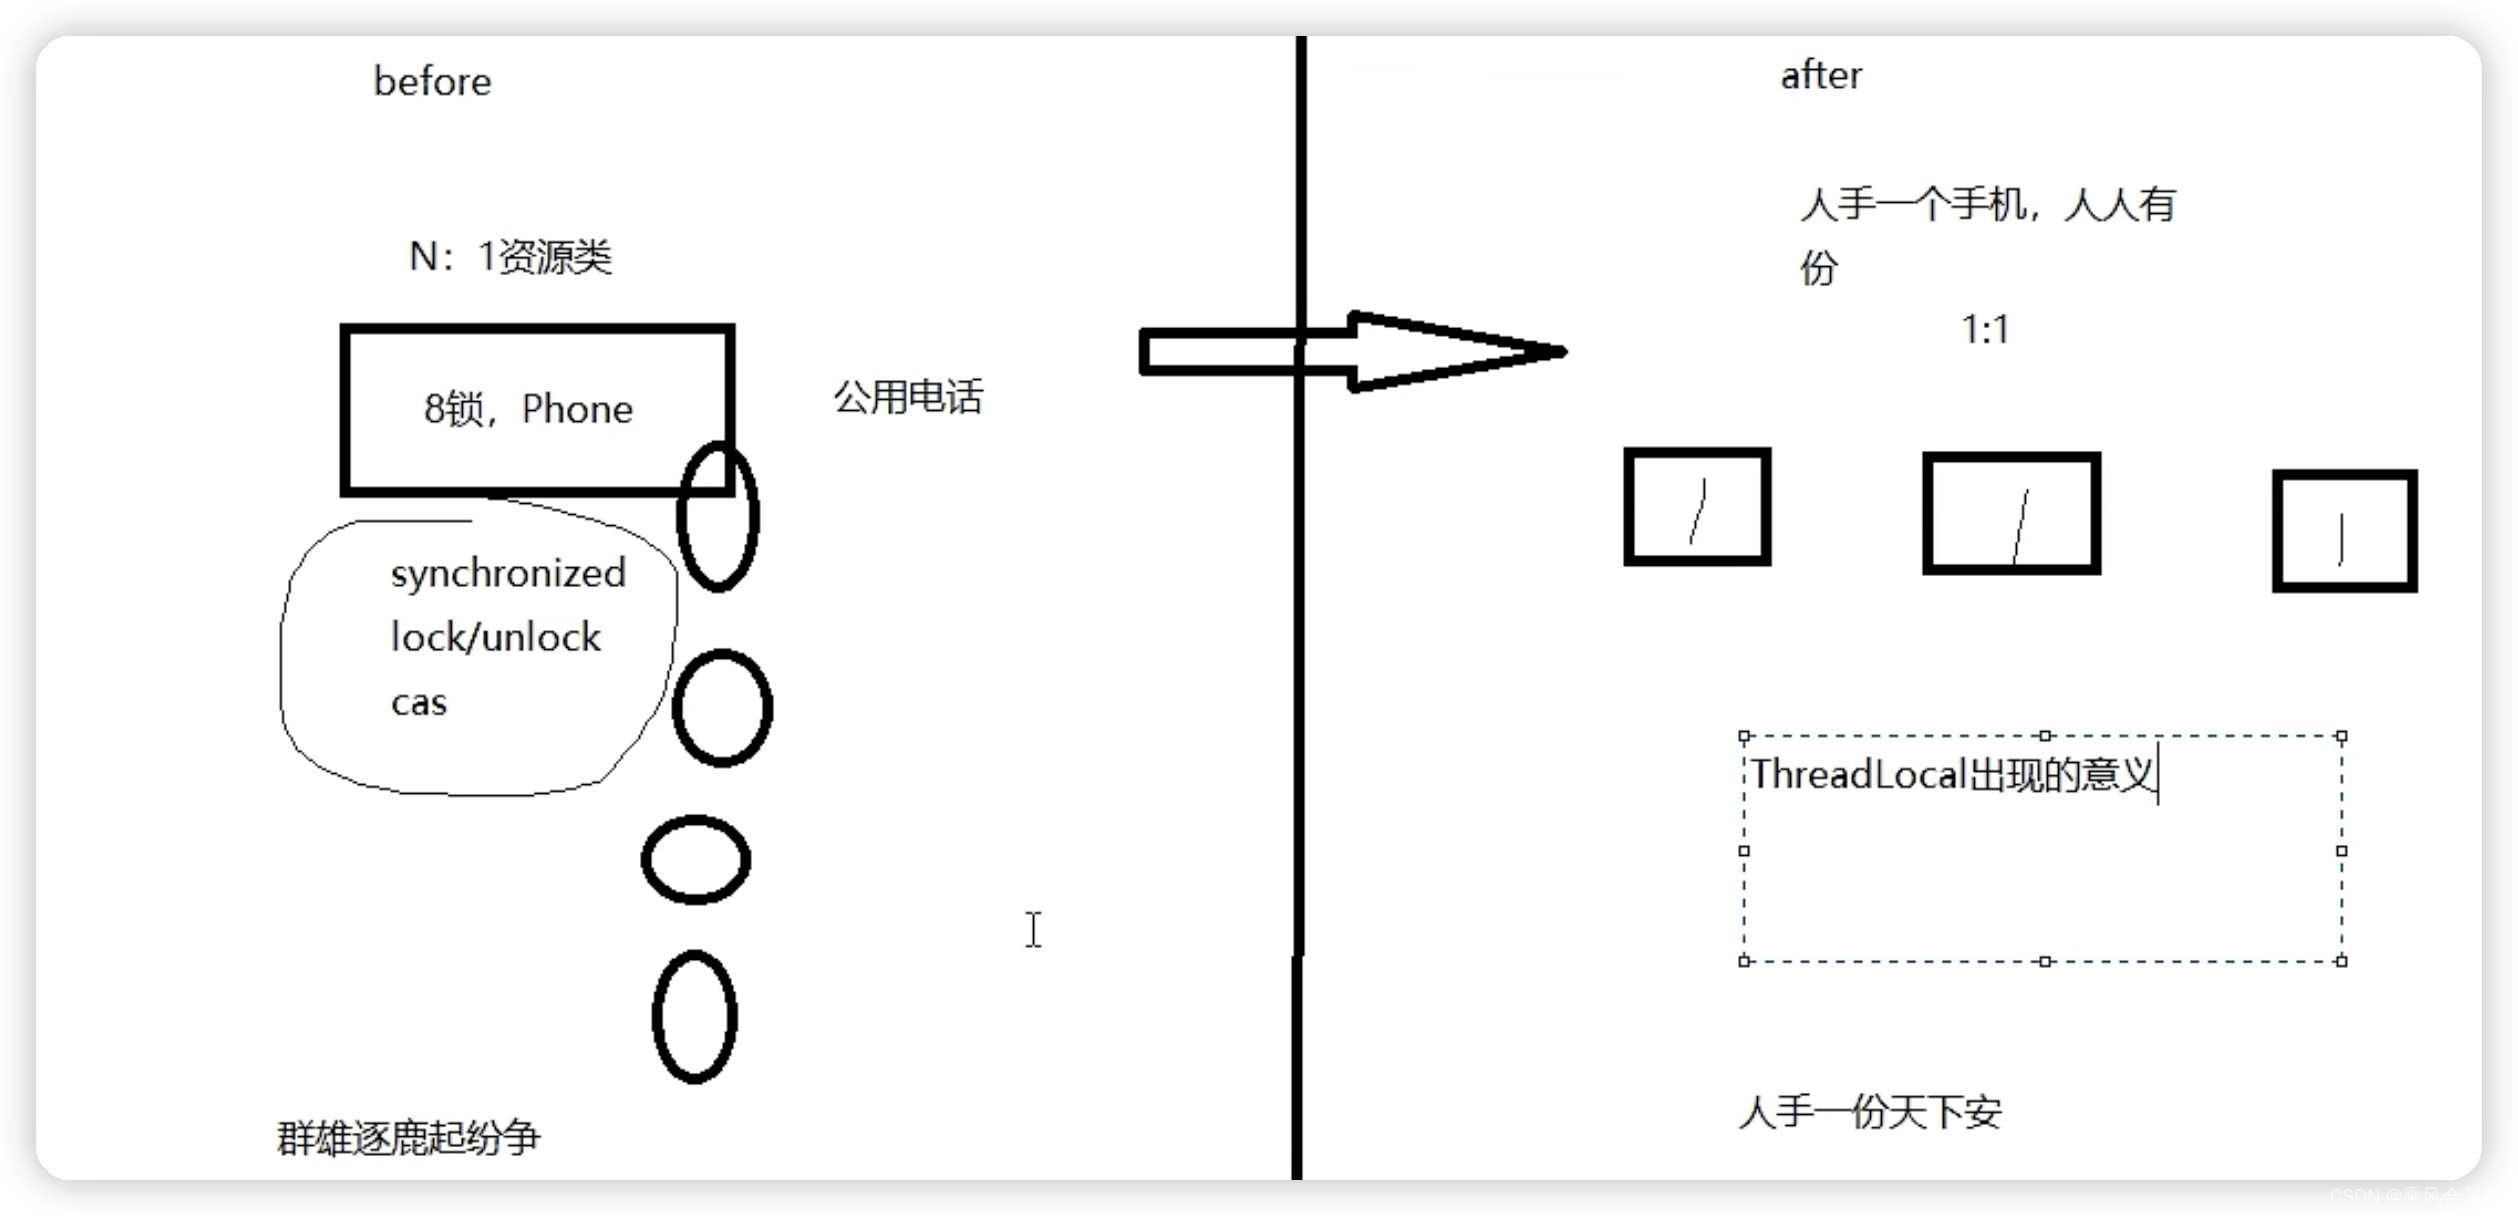 before
N：1资源类
8锁，Phone
公用电话
synchronized
lock/unlock
cas
群雄逐鹿起纷争
after
人手一个手机，人人有
份
1:1
1
1
1
ThreadLocal出现的意义
人手一份天下安